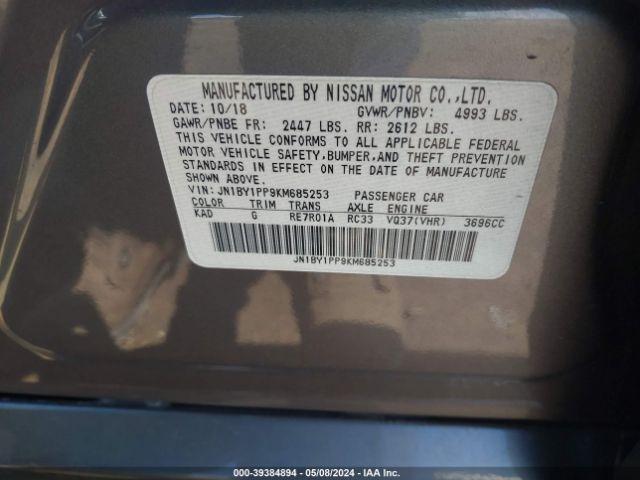 MANUFACTURED BY NISSAN MOTOR CO.,LTD.
DATE: 10/18 GVWR/PNBV: 4993 LBS.
GAWR/PNBE FR: 2447 LBS. RR: 2612 LBS.
THIS VEHICLE CONFORMS TO ALL APPLICABLE FEDERAL
MOTOR VEHICLE SAFETY,BUMPER,AND THEFT PREVENTION
STANDARDS IN EFFECT ON THE DATE OF MANUFACTURE
SHOWN ABOVE.
VIN: JN1BY1PP9KM685253 PASSENGER CAR
COLOR TRIM TRANS AXLE ENGINE
KAD G RE7R01A RC33 VQ37(VHR) 3696CC
JN1BY1PP9KM685253
000-39384894 - 05/08/2024 - IAA Inc.